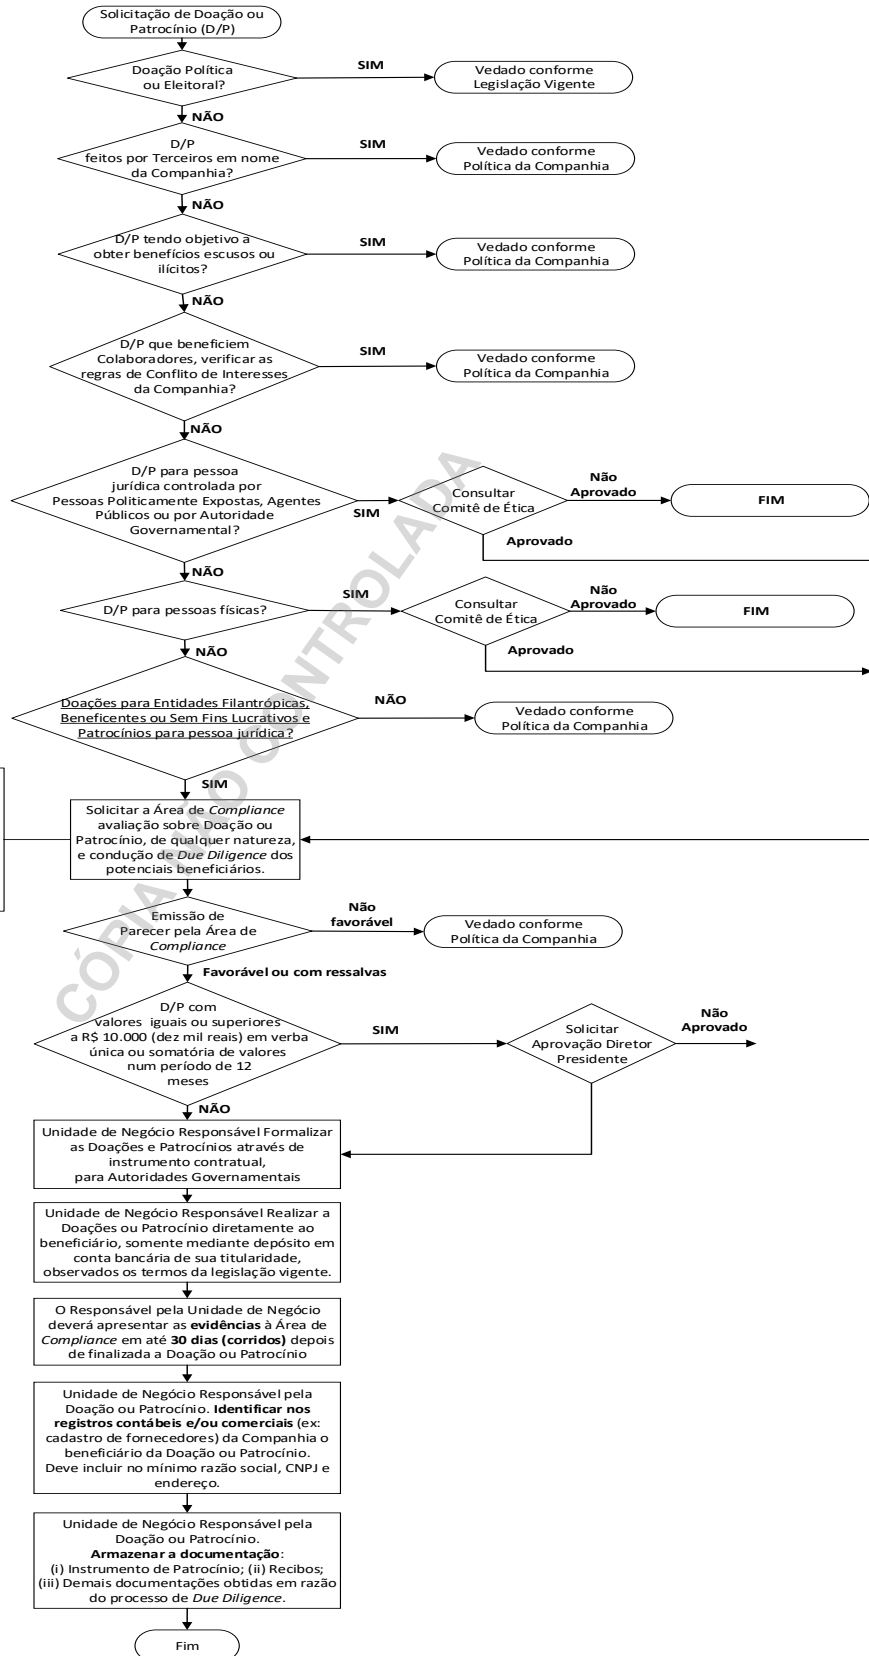 Solicitação de Doação ou
Patrocínio (D/P)
Doação Política
ou Eleitoral?
SIM
Vedado conforme
Legislação Vigente
NÃO
D/P
feitos por Terceiros em nome
da Companhia?
SIM
Vedado conforme
Política da Companhia
NÃO
D/P tendo objetivo a
obter benefícios escusos ou
ilícitos?
SIM
Vedado conforme
Política da Companhia
NÃO
D/P que beneficiem
Colaboradores, verificar as
regras de Conflito de Interesses
da Companhia?
SIM
Vedado conforme
Política da Companhia
NÃO
D/P para pessoa
jurídica controlada por
Pessoas Politicamente Expostas, Agentes
Públicos ou por Autoridade
Governamental?
SIM
Consultar
Comitê de Ética
Não
Aprovado
FIM
Aprovado
NÃO
D/P para pessoas físicas?
SIM
Consultar
Comitê de Ética
Não
Aprovado
FIM
Aprovado
NÃO
Doações para Entidades Filantrópicas,
Beneficentes ou Sem Fins Lucrativos e
Patrocínios para pessoa jurídica?
NÃO
Vedado conforme
Política da Companhia
SIM
Solicitar a Área de Compliance
avaliação sobre Doação ou
Patrocínio, de qualquer natureza,
e condução de Due Diligence dos
potenciais beneficiários.
Emissão de
Parecer pela Área de
Compliance
Não
favorável
Vedado conforme
Política da Companhia
Favorável ou com ressalvas
D/P com
valores iguais ou superiores
a R$ 10.000 (dez mil reais) em verba
única ou somatória de valores
num período de 12
meses
SIM
Solicitar
Aprovação Diretor
Presidente
Não
Aprovado
NÃO
Unidade de Negócio Responsável Formalizar
as Doações e Patrocínios através de
instrumento contratual,
para Autoridades Governamentais
Unidade de Negócio Responsável Realizar a
Doações ou Patrocínio diretamente ao
beneficiário, somente mediante depósito em
conta bancária de sua titularidade,
observados os termos da legislação vigente.
O Responsável pela Unidade de Negócio
deverá apresentar as evidências à Área de
Compliance em até 30 dias (corridos) depois
de finalizada a Doação ou Patrocínio
Unidade de Negócio Responsável pela
Doação ou Patrocínio. Identificar nos
registros contábeis e/ou comerciais (ex:
cadastro de fornecedores) da Companhia o
beneficiário da Doação ou Patrocínio.
Deve incluir no mínimo razão social, CNPJ e
endereço.
Unidade de Negócio Responsável pela
Doação ou Patrocínio.
Armazenar a documentação:
(i) Instrumento de Patrocínio; (ii) Recibos;
(iii) Demais documentações obtidas em razão
do processo de Due Diligence.
Fim
CÓPIA NÃO CONTROLADA